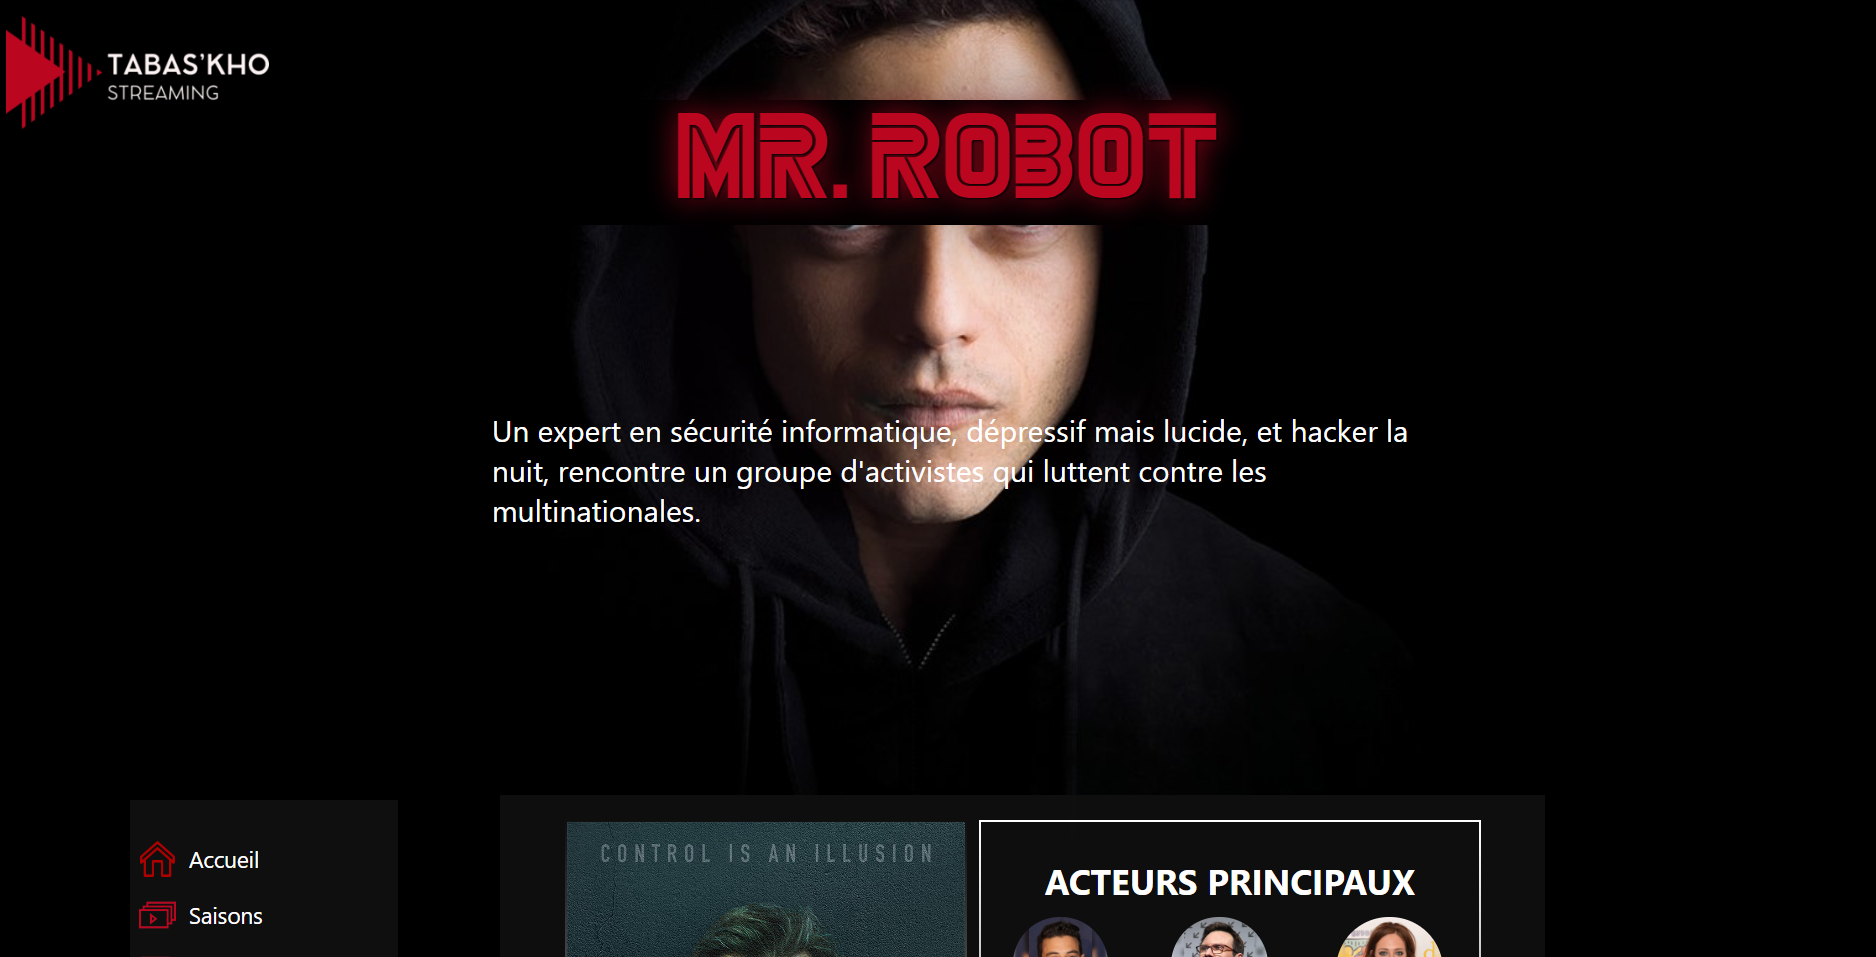 TABAS'KHO
STREAMING
MR. ROBOT
Un expert en sécurité informatique, dépressif mais lucide, et hacker la
nuit, rencontre un groupe d'activistes qui luttent contre les
multinationales.
Accueil
Saisons
CONTROL IS AN ILLUSION
ACTEURS PRINCIPAUX